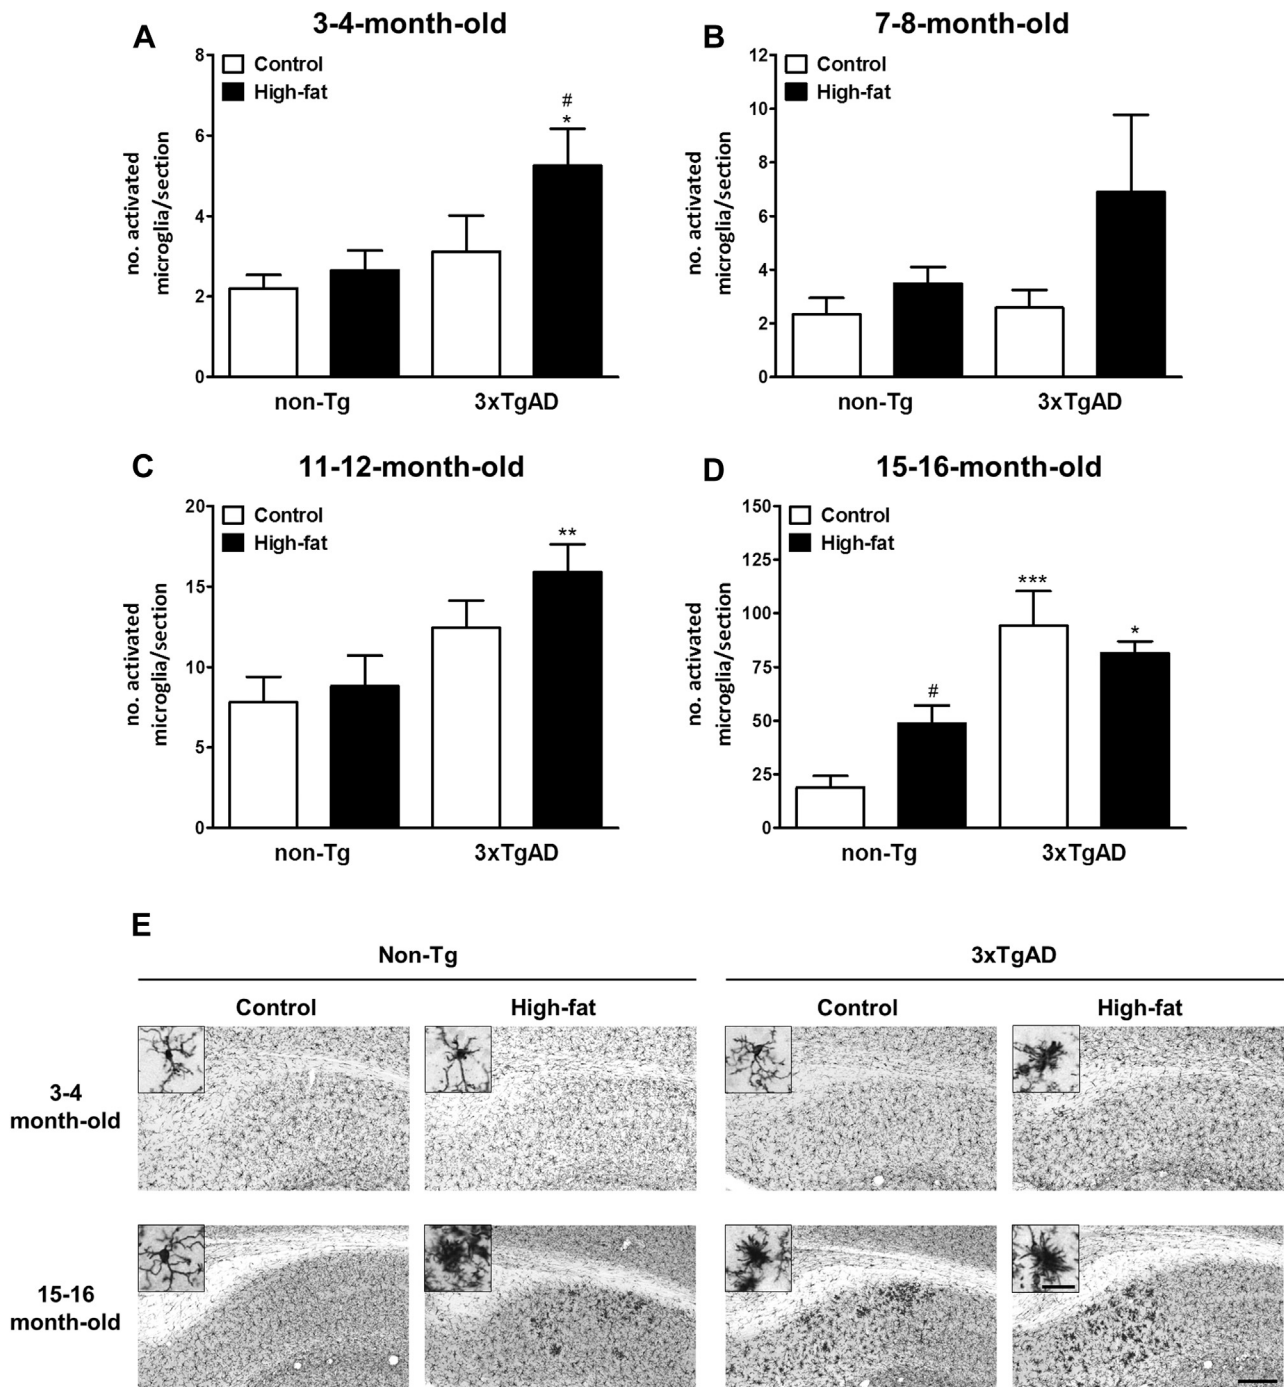 A
3-4-month-old
8
6
4
2
0
no. activated
microglia/section
Control
High-fat
#
*
non-Tg
3xTgAD
B
7-8-month-old
12
10
8
6
4
2
0
no. activated
microglia/section
Control
High-fat
non-Tg
3xTgAD
C
11-12-month-old
20
15
10
5
0
no. activated
microglia/section
Control
High-fat
**
non-Tg
3xTgAD
D
15-16-month-old
150
125
100
75
50
25
0
no. activated
microglia/section
Control
High-fat
#
***
*
non-Tg
3xTgAD
E
Non-Tg
3xTgAD
Control
High-fat
Control
High-fat
3-4
month-old
15-16
month-old